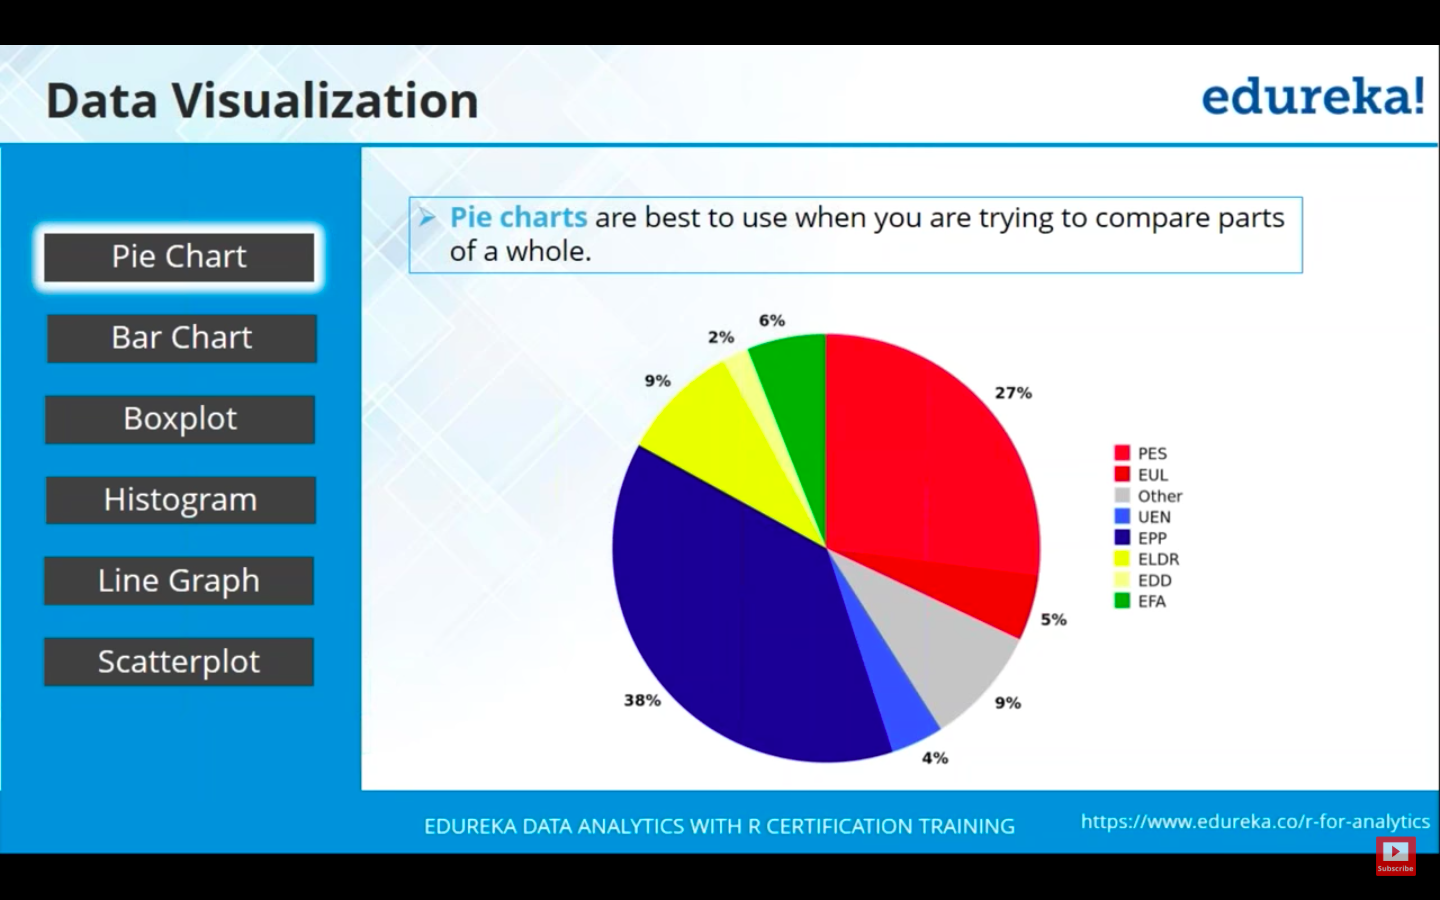 Data Visualization
edureka!
Pie Chart
Bar Chart
Boxplot
Histogram
Line Graph
Scatterplot
➢ Pie charts are best to use when you are trying to compare parts
of a whole.
6%
2%
9%
27%
5%
9%
4%
38%
PES
EUL
Other
UEN
EPP
ELDR
EDD
EFA
EDUREKA DATA ANALYTICS WITH R CERTIFICATION TRAINING
https://www.edureka.co/r-for-analytics
Subscribe